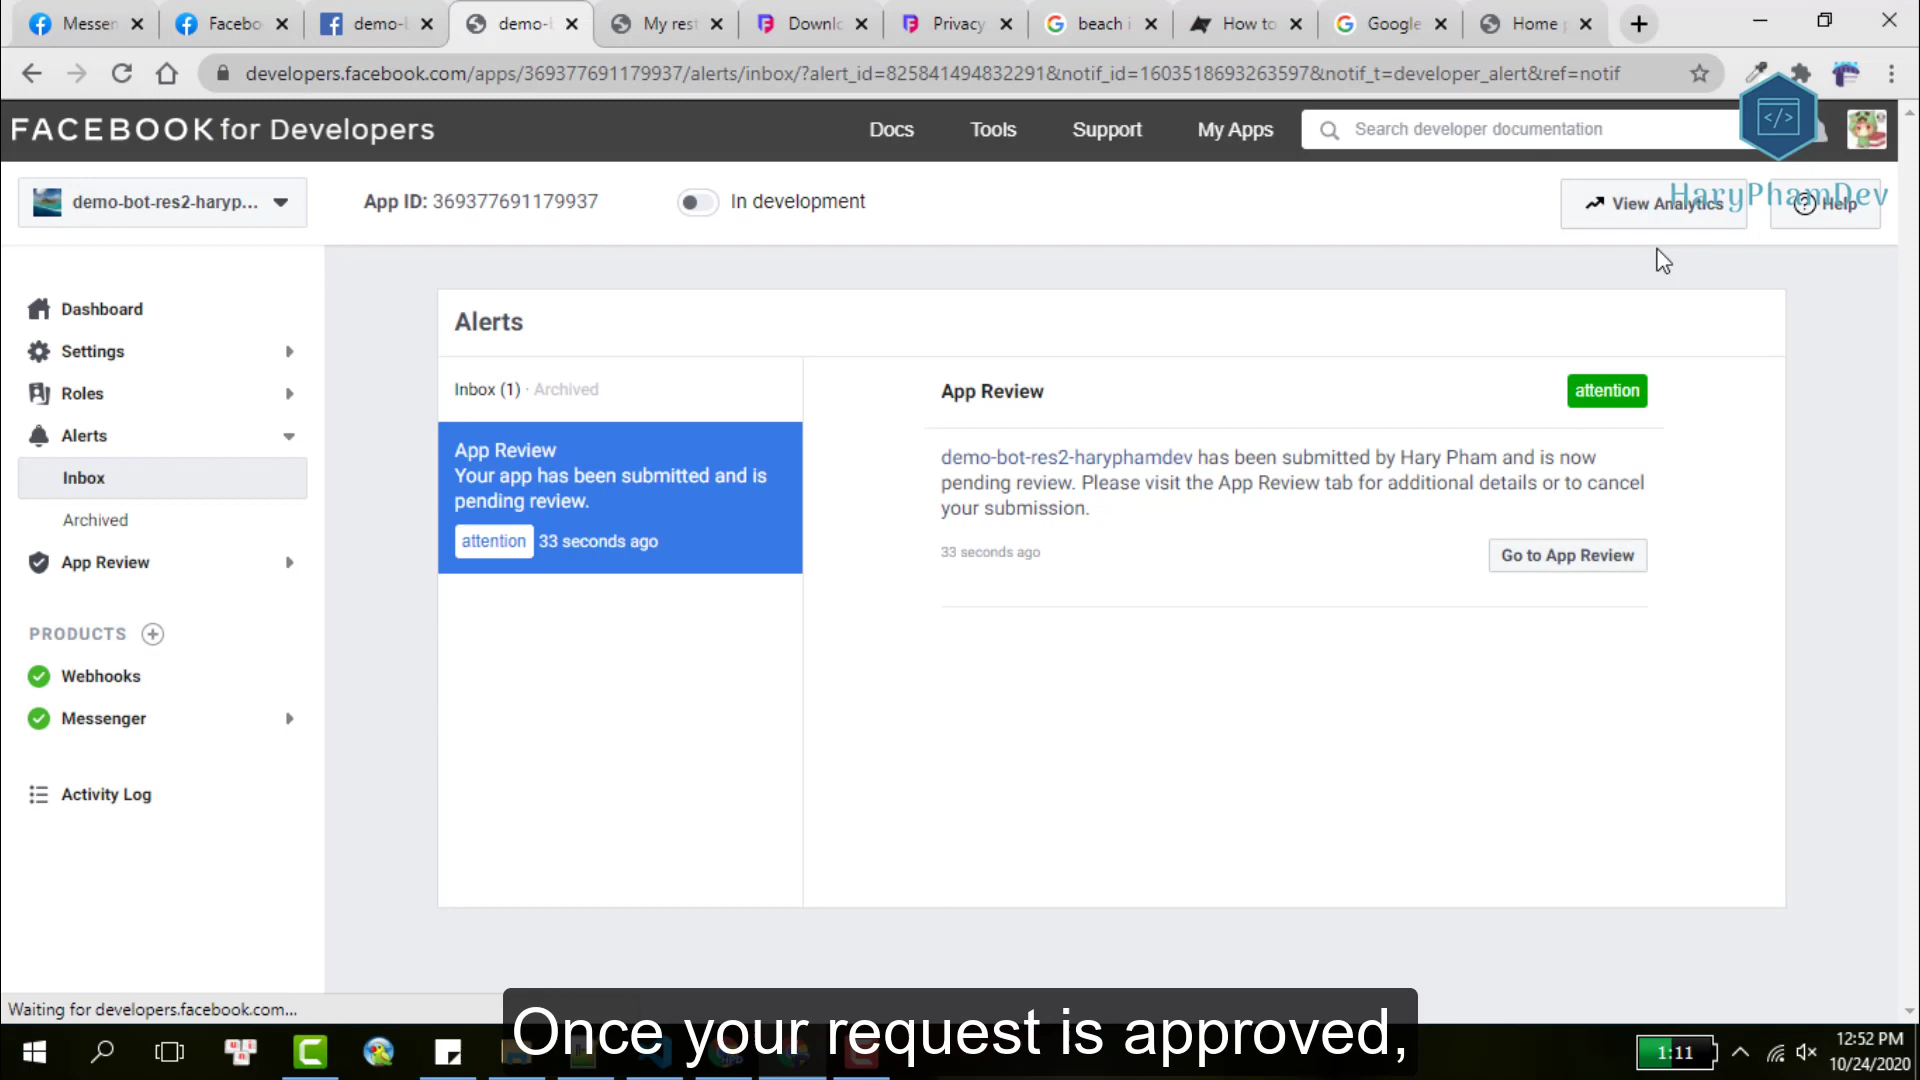 Messen
Facebo
demo-
demo-
My rest
Downlo
Privacy
beach i
How to
Google
Home
developers.facebook.com/apps/369377691179937/alerts/inbox/?alert_id=825841494832291&notif_id=1603518693263597&notif_t=developer_alert&ref=notif
FACEBOOK for Developers
Docs
Tools
Support
My Apps
Search developer documentation
</>
HaryPhamDev
demo-bot-res2-haryp...
App ID: 369377691179937
In development
View Analytics
Help
Dashboard
Settings
Roles
Alerts
Inbox
Archived
App Review
PRODUCTS
Webhooks
Messenger
Activity Log
Alerts
Inbox (1) · Archived
App Review
Your app has been submitted and is
pending review.
attention 33 seconds ago
App Review
attention
demo-bot-res2-haryphamdev has been submitted by Hary Pham and is now
pending review. Please visit the App Review tab for additional details or to cancel
your submission.
33 seconds ago
Go to App Review
Waiting for developers.facebook.com...
Once your request is approved,
1:11
12:52 PM
10/24/2020